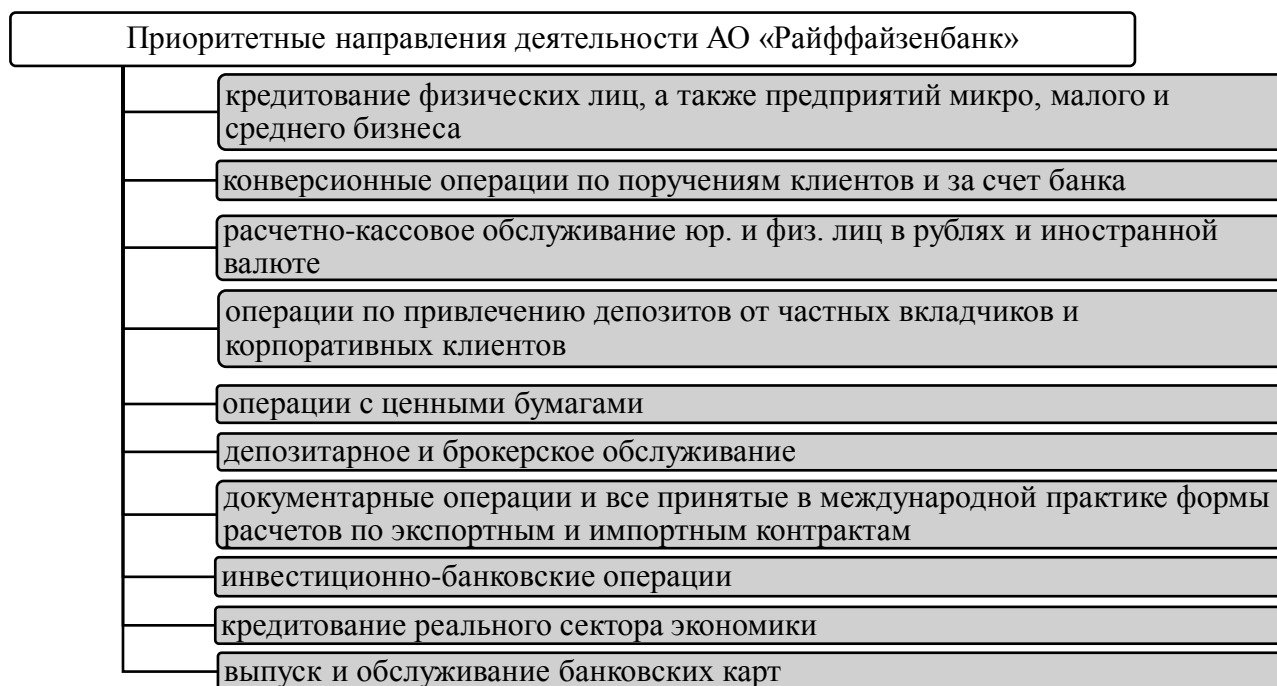 Приоритетные направления деятельности АО «Райффайзенбанк»
кредитование физических лиц, а также предприятий микро, малого и
среднего бизнеса
конверсионные операции по поручениям клиентов и за счет банка
расчетно-кассовое обслуживание юр. и физ. лиц в рублях и иностранной
валюте
операции по привлечению депозитов от частных вкладчиков и
корпоративных клиентов
операции с ценными бумагами
депозитарное и брокерское обслуживание
документарные операции и все принятые в международной практике формы
расчетов по экспортным и импортным контрактам
инвестиционно-банковские операции
кредитование реального сектора экономики
выпуск и обслуживание банковских карт